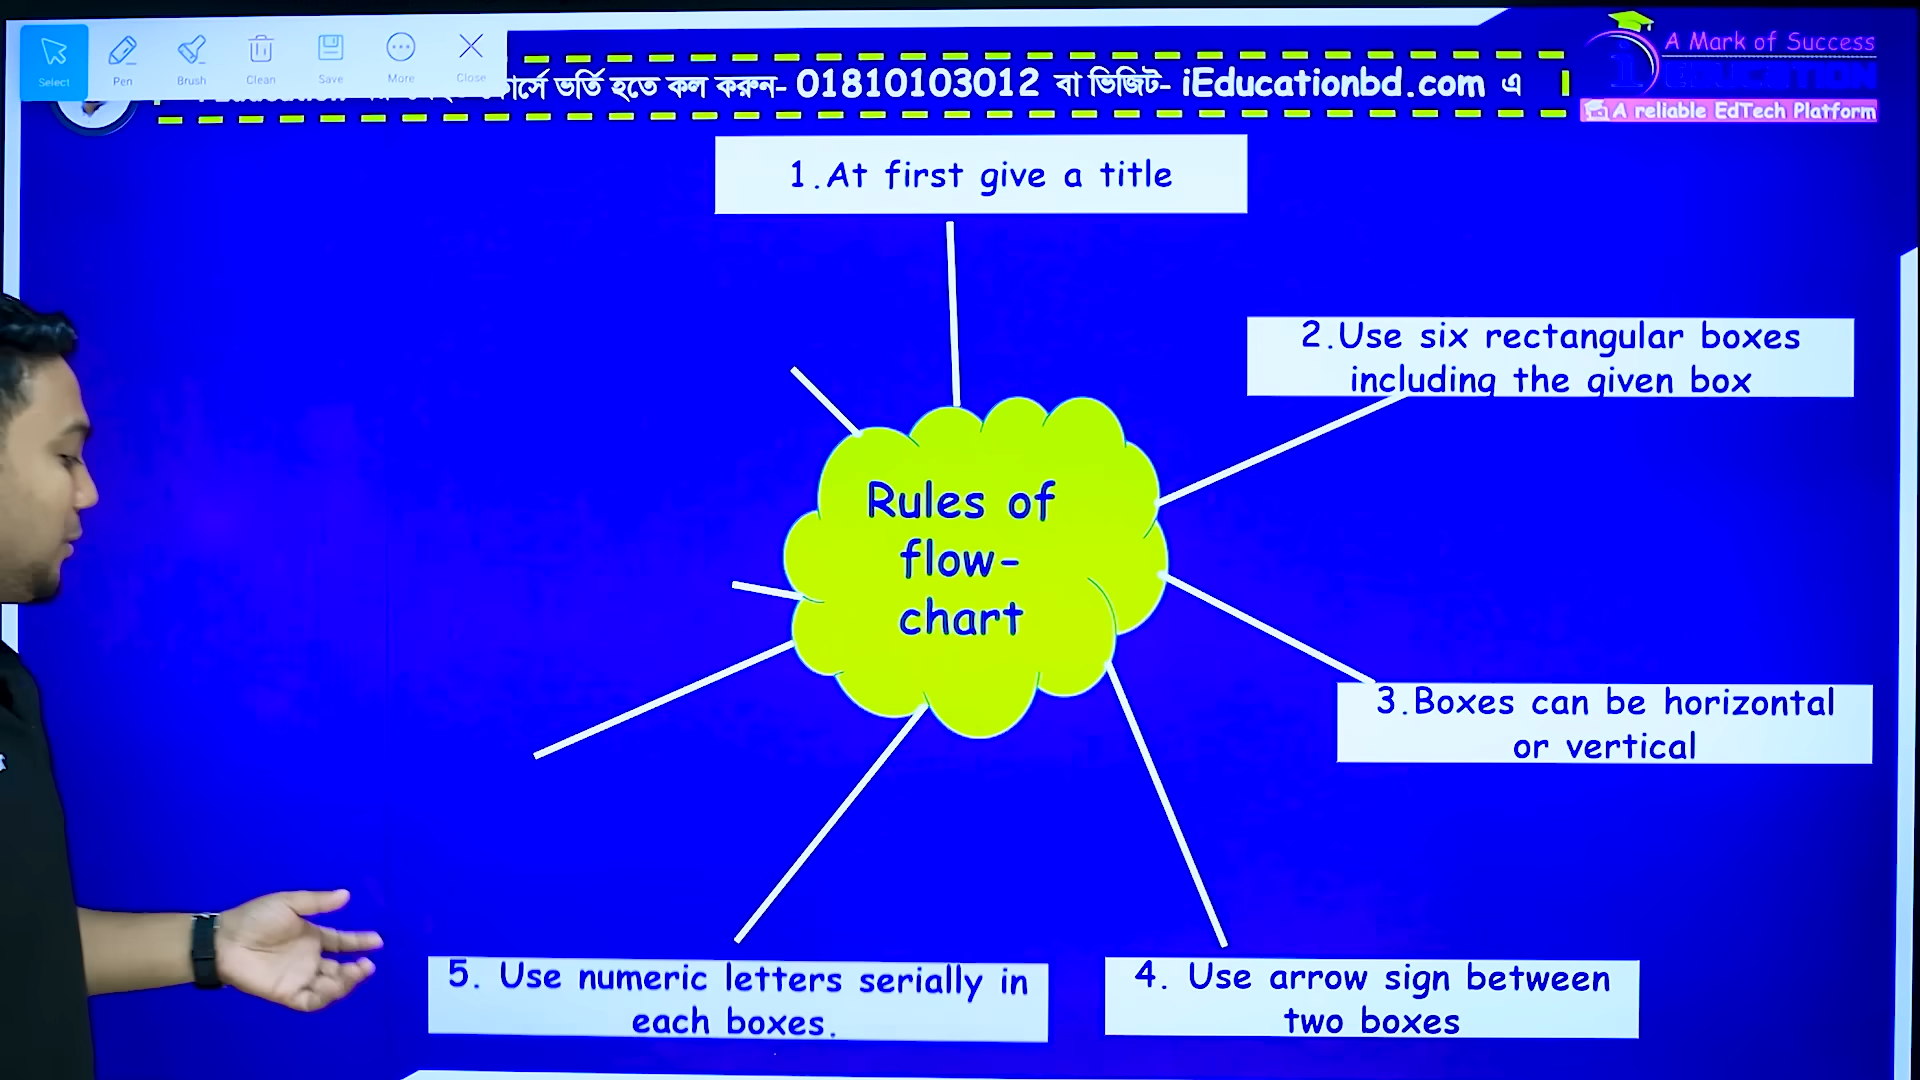 Select
Pen
Brush
Clean
Save
More
Close
ভর্তি হতে কল করুন- 01810103012 বা ভিজিট- iEducationbd.com এ
A Mark of Success
EDUCATION
A reliable EdTech Platform
1.At first give a title
2.Use six rectangular boxes
including the given box
Rules of
flow-
chart
3.Boxes can be horizontal
or vertical
5. Use numeric letters serially in
each boxes.
4. Use arrow sign between
two boxes